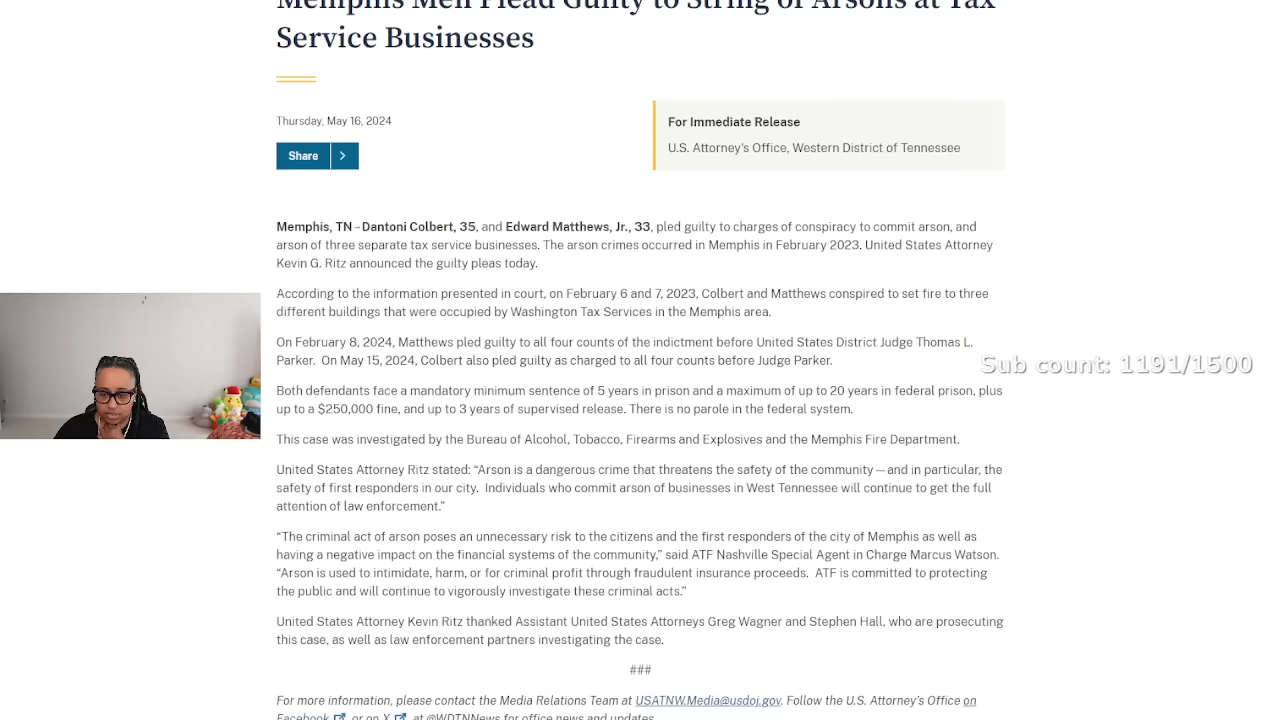 Memphis Men Plead Guilty to String of Arsons at Tax
Service Businesses
Thursday, May 16, 2024
For Immediate Release
U.S. Attorney's Office, Western District of Tennessee
Share
Memphis, TN – Dantoni Colbert, 35, and Edward Matthews, Jr., 33, pled guilty to charges of conspiracy to commit arson, and
arson of three separate tax service businesses. The arson crimes occurred in Memphis in February 2023. United States Attorney
Kevin G. Ritz announced the guilty pleas today.
According to the information presented in court, on February 6 and 7, 2023, Colbert and Matthews conspired to set fire to three
different buildings that were occupied by Washington Tax Services in the Memphis area.
On February 8, 2024, Matthews pled guilty to all four counts of the indictment before United States District Judge Thomas L.
Parker. On May 15, 2024, Colbert also pled guilty as charged to all four counts before Judge Parker.
Sub count: 1191/1500
Both defendants face a mandatory minimum sentence of 5 years in prison and a maximum of up to 20 years in federal prison, plus
up to a $250,000 fine, and up to 3 years of supervised release. There is no parole in the federal system.
This case was investigated by the Bureau of Alcohol, Tobacco, Firearms and Explosives and the Memphis Fire Department.
United States Attorney Ritz stated: “Arson is a dangerous crime that threatens the safety of the community — and in particular, the
safety of first responders in our city. Individuals who commit arson of businesses in West Tennessee will continue to get the full
attention of law enforcement.”
“The criminal act of arson poses an unnecessary risk to the citizens and the first responders of the city of Memphis as well as
having a negative impact on the financial systems of the community,” said ATF Nashville Special Agent in Charge Marcus Watson.
“Arson is used to intimidate, harm, or for criminal profit through fraudulent insurance proceeds. ATF is committed to protecting
the public and will continue to vigorously investigate these criminal acts.”
United States Attorney Kevin Ritz thanked Assistant United States Attorneys Greg Wagner and Stephen Hall, who are prosecuting
this case, as well as law enforcement partners investigating the case.
###
For more information, please contact the Media Relations Team at USATNW.Media@usdoj.gov. Follow the U.S. Attorney's Office on
Facebook or on X at @WDTNNews for office news and updates.